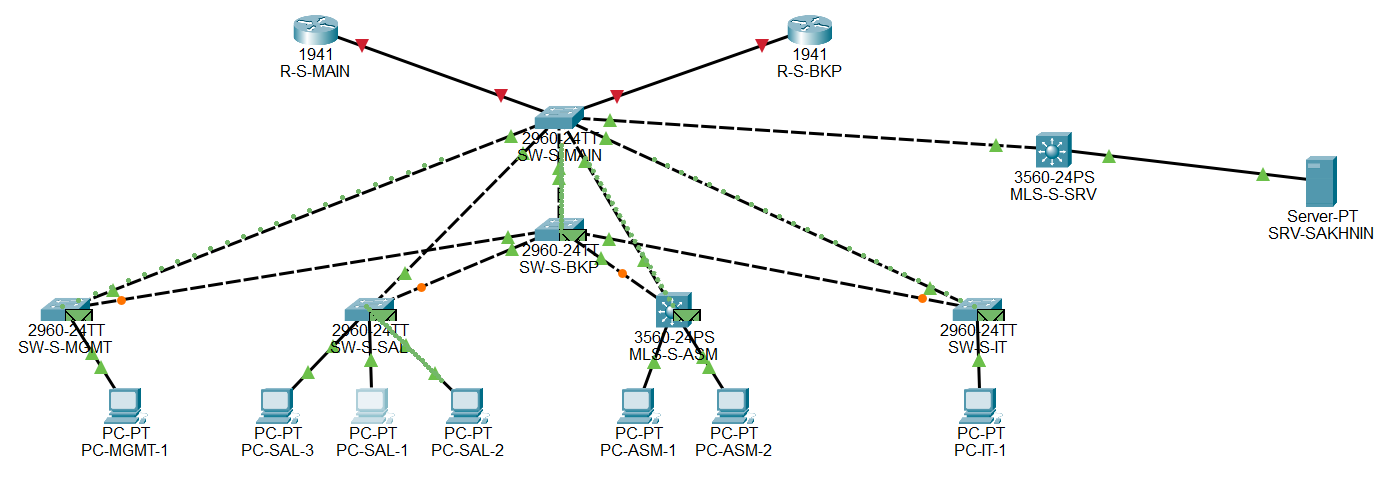 1941
R-S-MAIN
1941
R-S-BKP
2960-24TT
SW-S-MAIN
3560-24PS
MLS-S-SRV
Server-PT
SRV-SAKHNIN
2960-24TT
SW-S-BKP
2960-24TT
SW-S-MGMT
2960-24TT
SW-S-SAL
3560-24PS
MLS-S-ASM
2960-24TT
SW-S-IT
PC-PT
PC-MGMT-1
PC-PT
PC-SAL-3
PC-PT
PC-SAL-1
PC-PT
PC-SAL-2
PC-PT
PC-ASM-1
PC-PT
PC-ASM-2
PC-PT
PC-IT-1